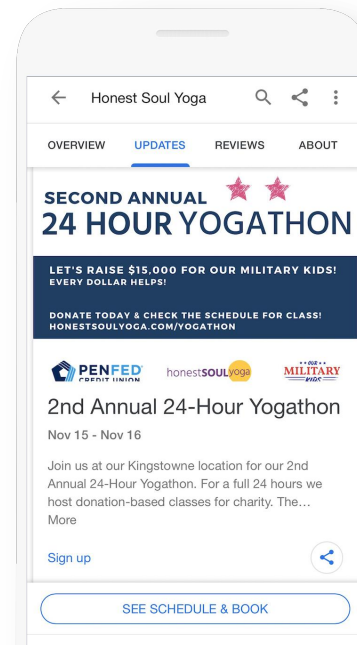 Honest Soul Yoga
OVERVIEW UPDATES REVIEWS ABOUT
SECOND ANNUAL
24 HOUR YOGATHON
LET'S RAISE $15,000 FOR OUR MILITARY KIDS!
EVERY DOLLAR HELPS!
DONATE TODAY & CHECK THE SCHEDULE FOR CLASS!
HONESTSOULYOGA.COM/YOGATHON
PENFED
CREDIT UNION
honestSOULyoga
OUR
MILITARY
KIDS
2nd Annual 24-Hour Yogathon
Nov 15 - Nov 16
Join us at our Kingstowne location for our 2nd
Annual 24-Hour Yogathon. For a full 24 hours we
host donation-based classes for charity. The…
More
Sign up
SEE SCHEDULE & BOOK